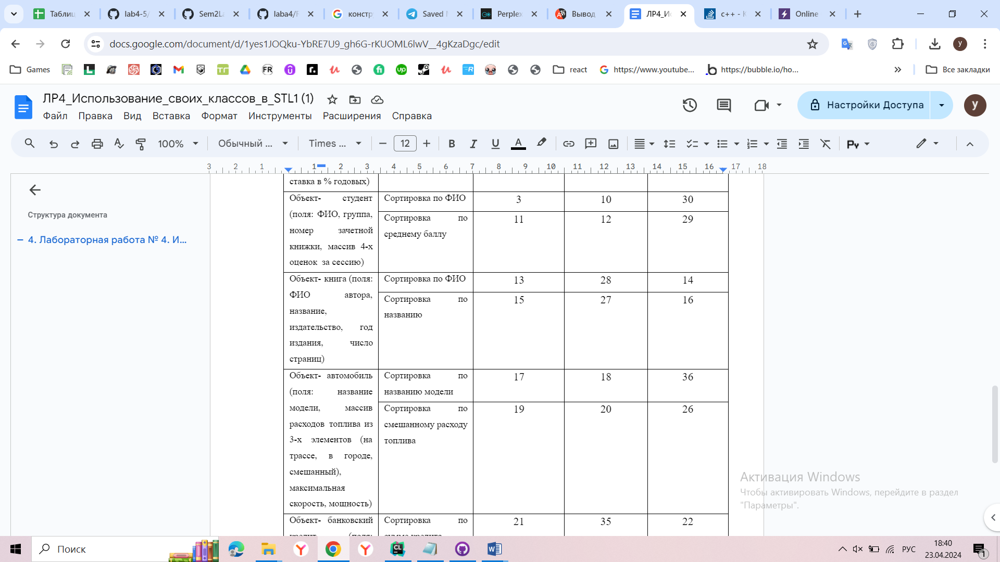 Таблиц
lab4-5/
Sem2La
laba4/F
констр
Saved M
Perplex
Вывод
ЛР4_Ис
c++ - К
Online
docs.google.com/document/d/1yes1JOQku-YbRE7U9_gh6G-rKUOML6lwV__4gKzaDgc/edit
y
Games
react
https://www.youtube...
https://bubble.io/ho...
Все закладки
ЛР4_Использование_своих_классов_в_STL1 (1)
Файл Правка Вид Вставка Формат Инструменты Расширения Справка
Настройки Доступа
y
100%
Обычный ...
Times ...
12
3 2 1 1 2 3 4 5 6 7 8 9 10 11 12 13 14 15 16 17 18
Структура документа
4. Лабораторная работа № 4. И...
ставка в % годовых)
Объект- студент
(поля: ФИО, группа,
номер зачетной
книжки, массив 4-х
оценок за сессию)
Сортировка по ФИО
3
10
30
Сортировка по
среднему баллу
11
12
29
Объект- книга (поля:
ФИО автора,
название,
издательство, год
издания, число
страниц)
Сортировка по ФИО
13
28
14
Сортировка по
названию
15
27
16
Объект- автомобиль
(поля: название
модели, массив
расходов топлива из
3-х элементов (на
трассе, в городе,
смешанный),
максимальная
скорость, мощность)
Сортировка по
названию модели
17
18
36
Сортировка по
смешанному расходу
топлива
19
20
26
Объект- банковский
кредит (поля:
Сортировка по
сумме кредита
21
35
22
Активация Windows
Чтобы активировать Windows, перейдите в раздел
"Параметры".
Поиск
РУС
18:40
23.04.2024
1